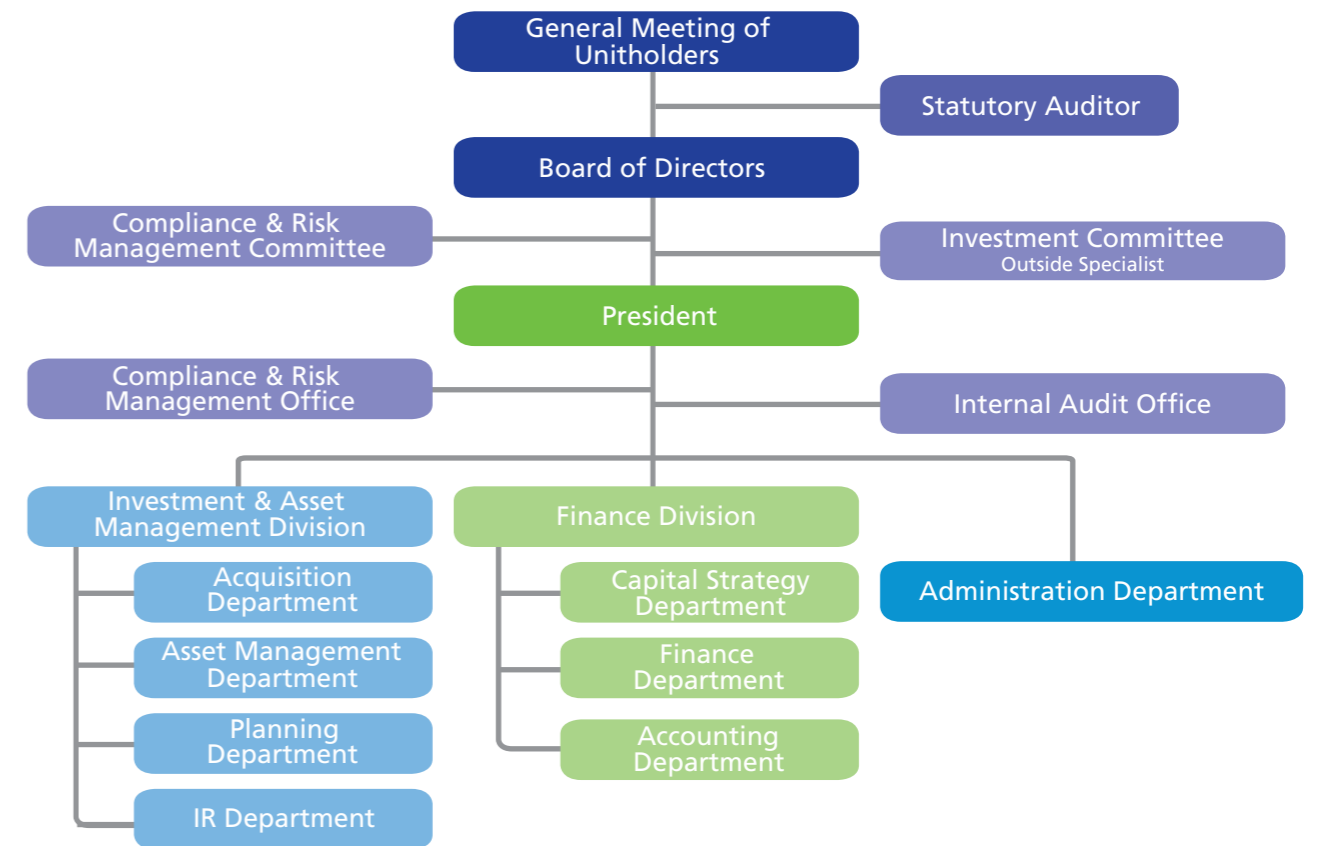 General Meeting of
Unitholders
Statutory Auditor
Board of Directors
Compliance & Risk
Management Committee
Investment Committee
Outside Specialist
President
Compliance & Risk
Management Office
Internal Audit Office
Investment & Asset
Management Division
Finance Division
Acquisition
Department
Capital Strategy
Department
Administration Department
Asset Management
Department
Finance
Department
Planning
Department
Accounting
Department
IR Department